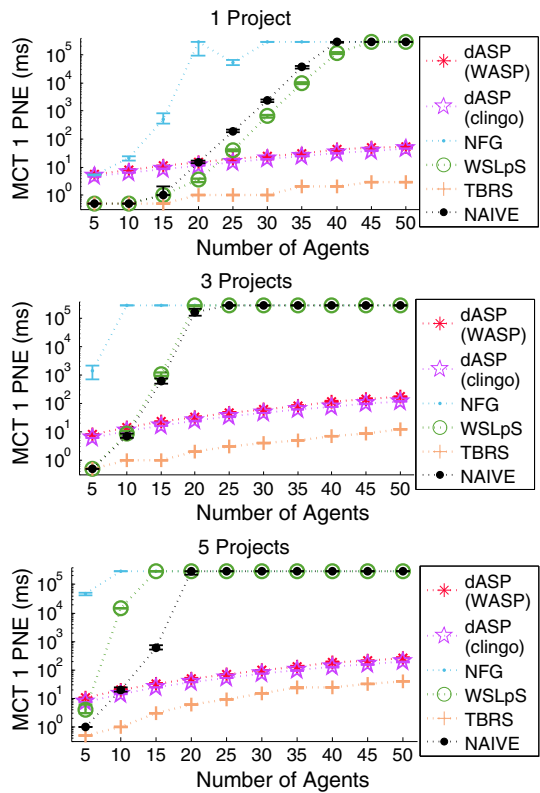 1 Project
MCT 1 PNE (ms)
10^5
10^4
10^3
10^2
10^1
10^0
5 10 15 20 25 30 35 40 45 50
Number of Agents
dASP
(WASP)
dASP
(clingo)
NFG
WSLpS
TBRS
NAIVE
3 Projects
MCT 1 PNE (ms)
10^5
10^4
10^3
10^2
10^1
10^0
5 10 15 20 25 30 35 40 45 50
Number of Agents
dASP
(WASP)
dASP
(clingo)
NFG
WSLpS
TBRS
NAIVE
5 Projects
MCT 1 PNE (ms)
10^5
10^4
10^3
10^2
10^1
10^0
5 10 15 20 25 30 35 40 45 50
Number of Agents
dASP
(WASP)
dASP
(clingo)
NFG
WSLpS
TBRS
NAIVE